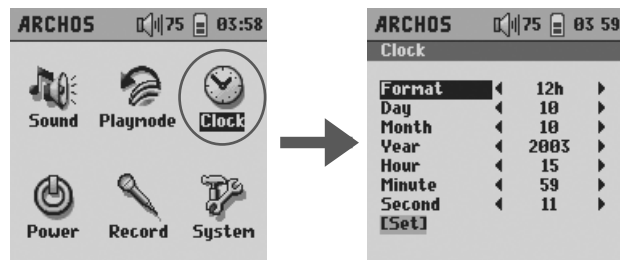 ARCHOS 75 03:58
Sound Playmode Clock
Power Record System
ARCHOS 75 03 59
Clock
Format 12h
Day 10
Month 10
Year 2003
Hour 15
Minute 59
Second 11
[Set]